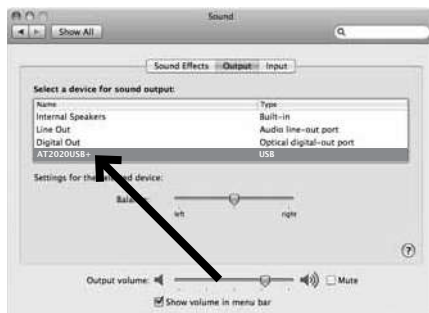 Sound
Show All
Sound Effects Output Input
Select a device for sound output:
Name Type
Internal Speakers Built-in
Line Out Audio line-out port
Digital Out Optical digital-out port
AT2020USB+ USB
Settings for the device:
left right
Output volume: Mute
Show volume in menu bar